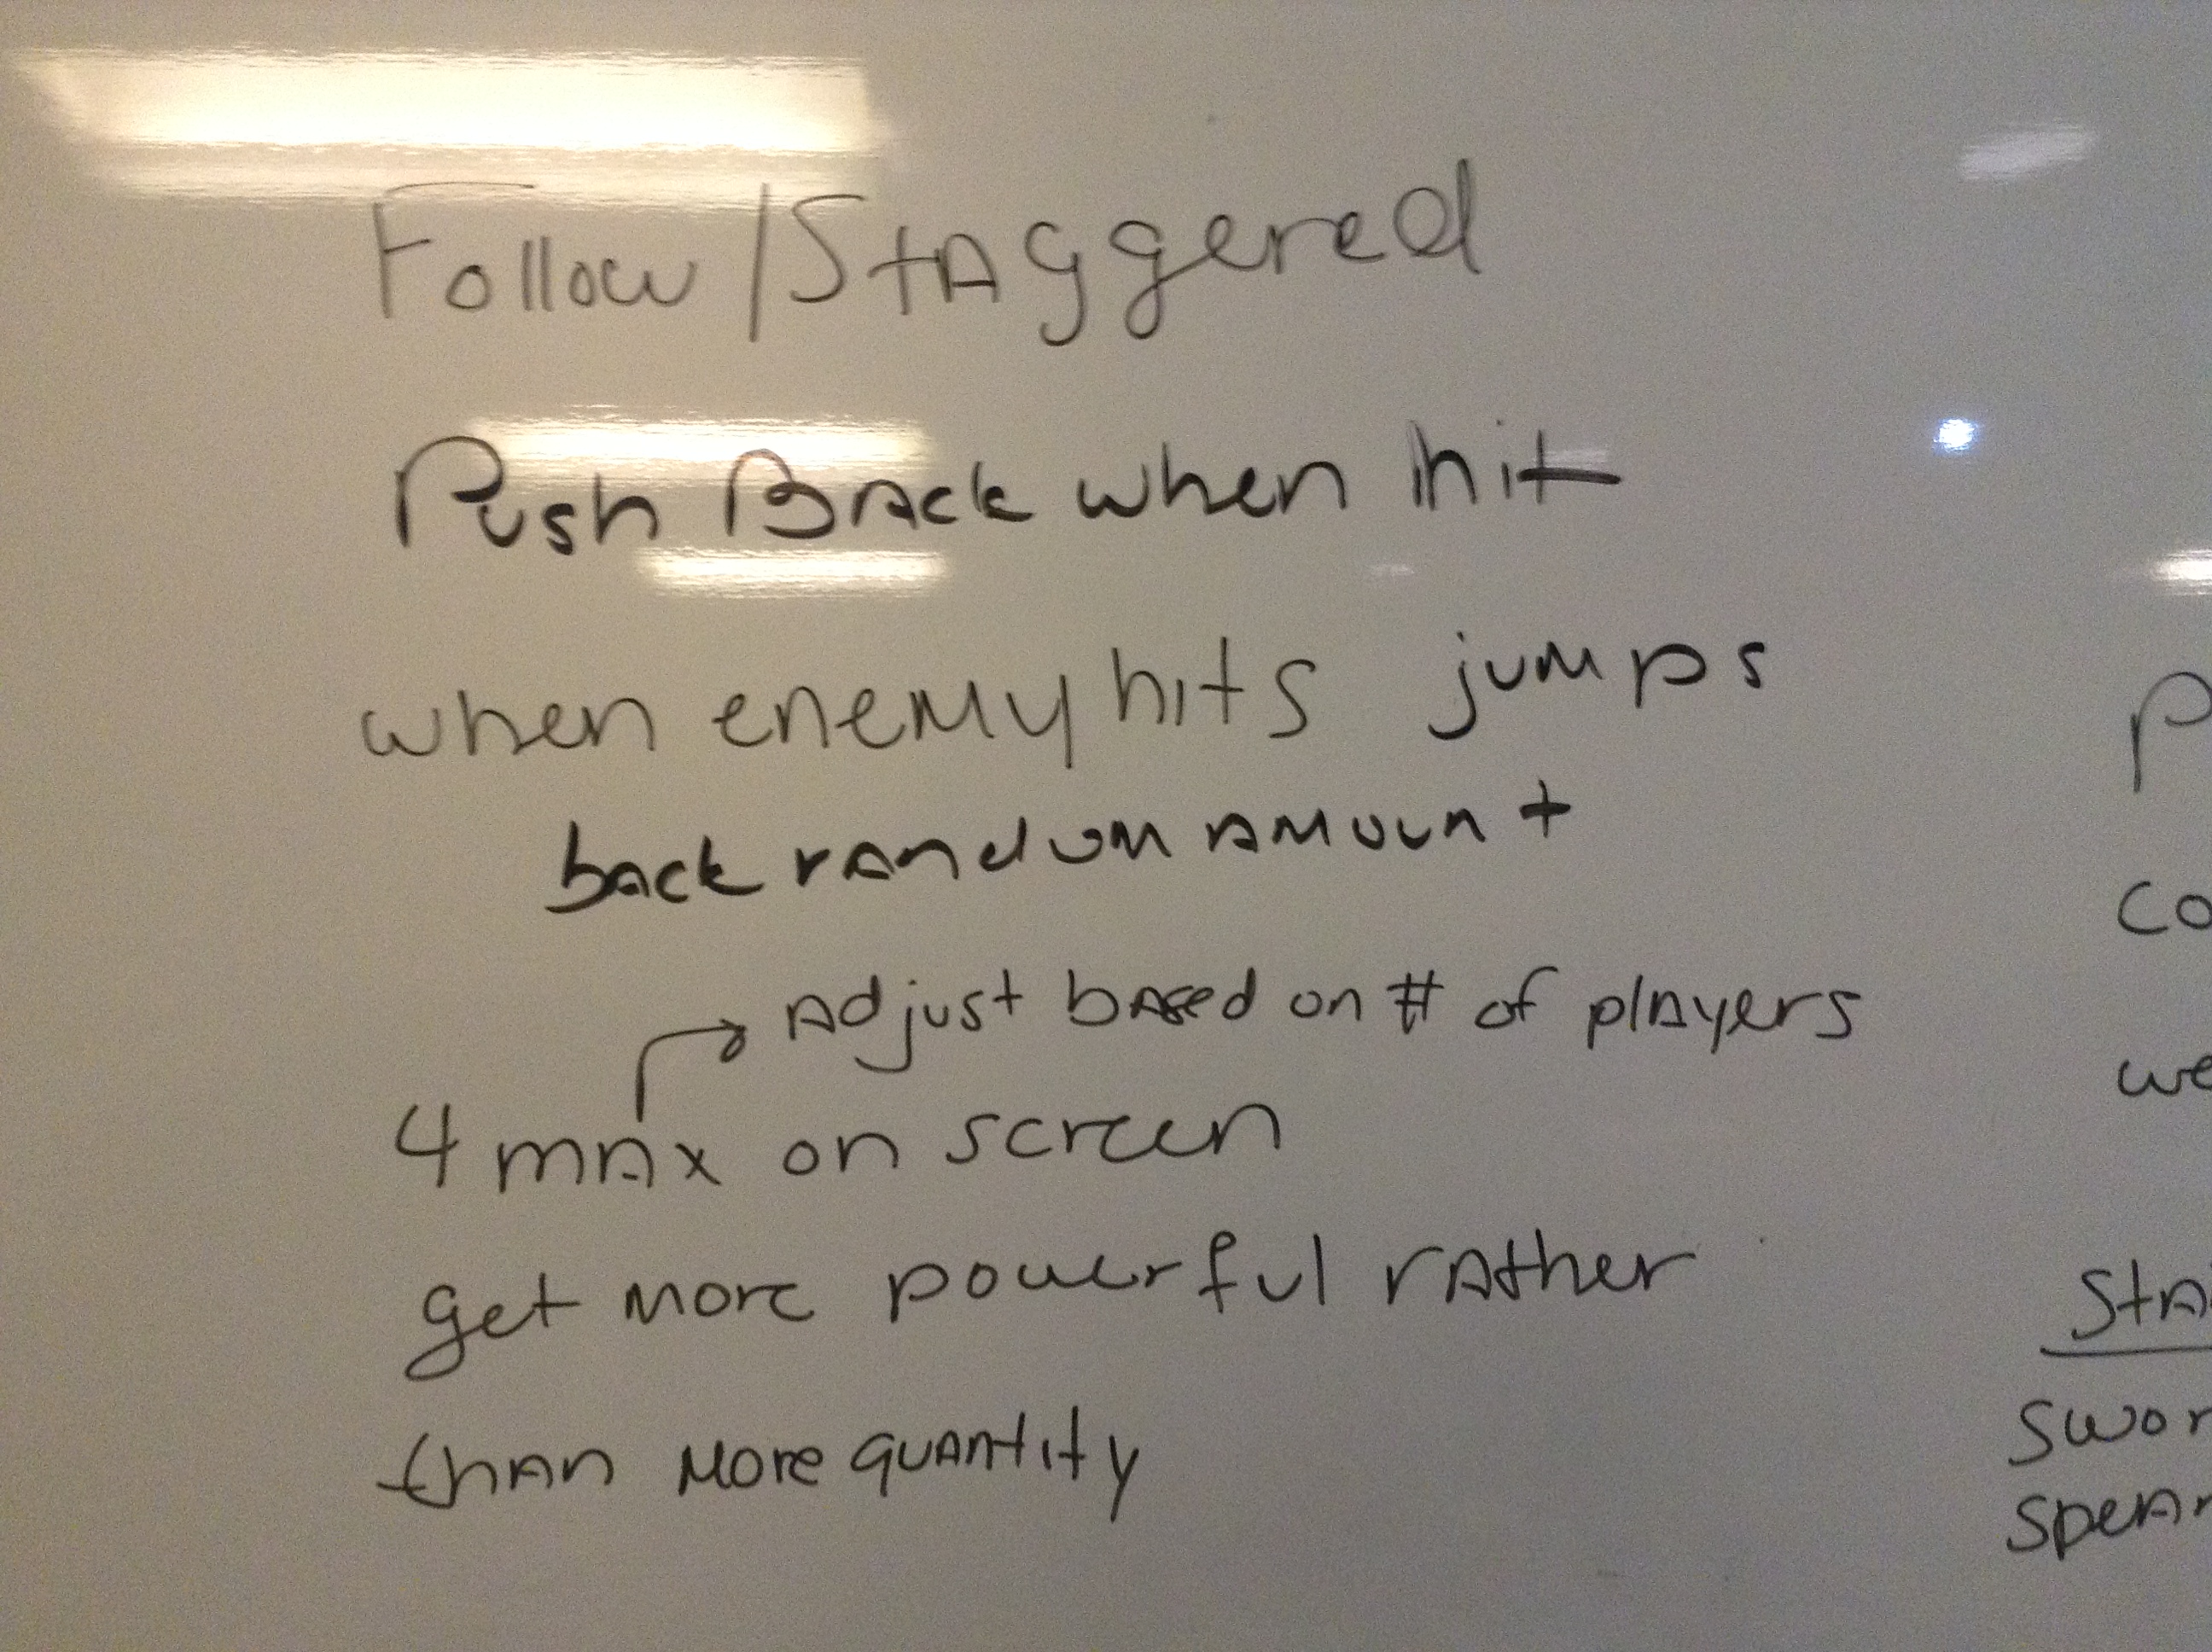 Follow/Staggered
Push Back when hit
when enemy hits jumps
back random amount
adjust based on # of players
4 max on screen
get more powerful rather
than more quantity
P
co
we
Sta
swor
spear